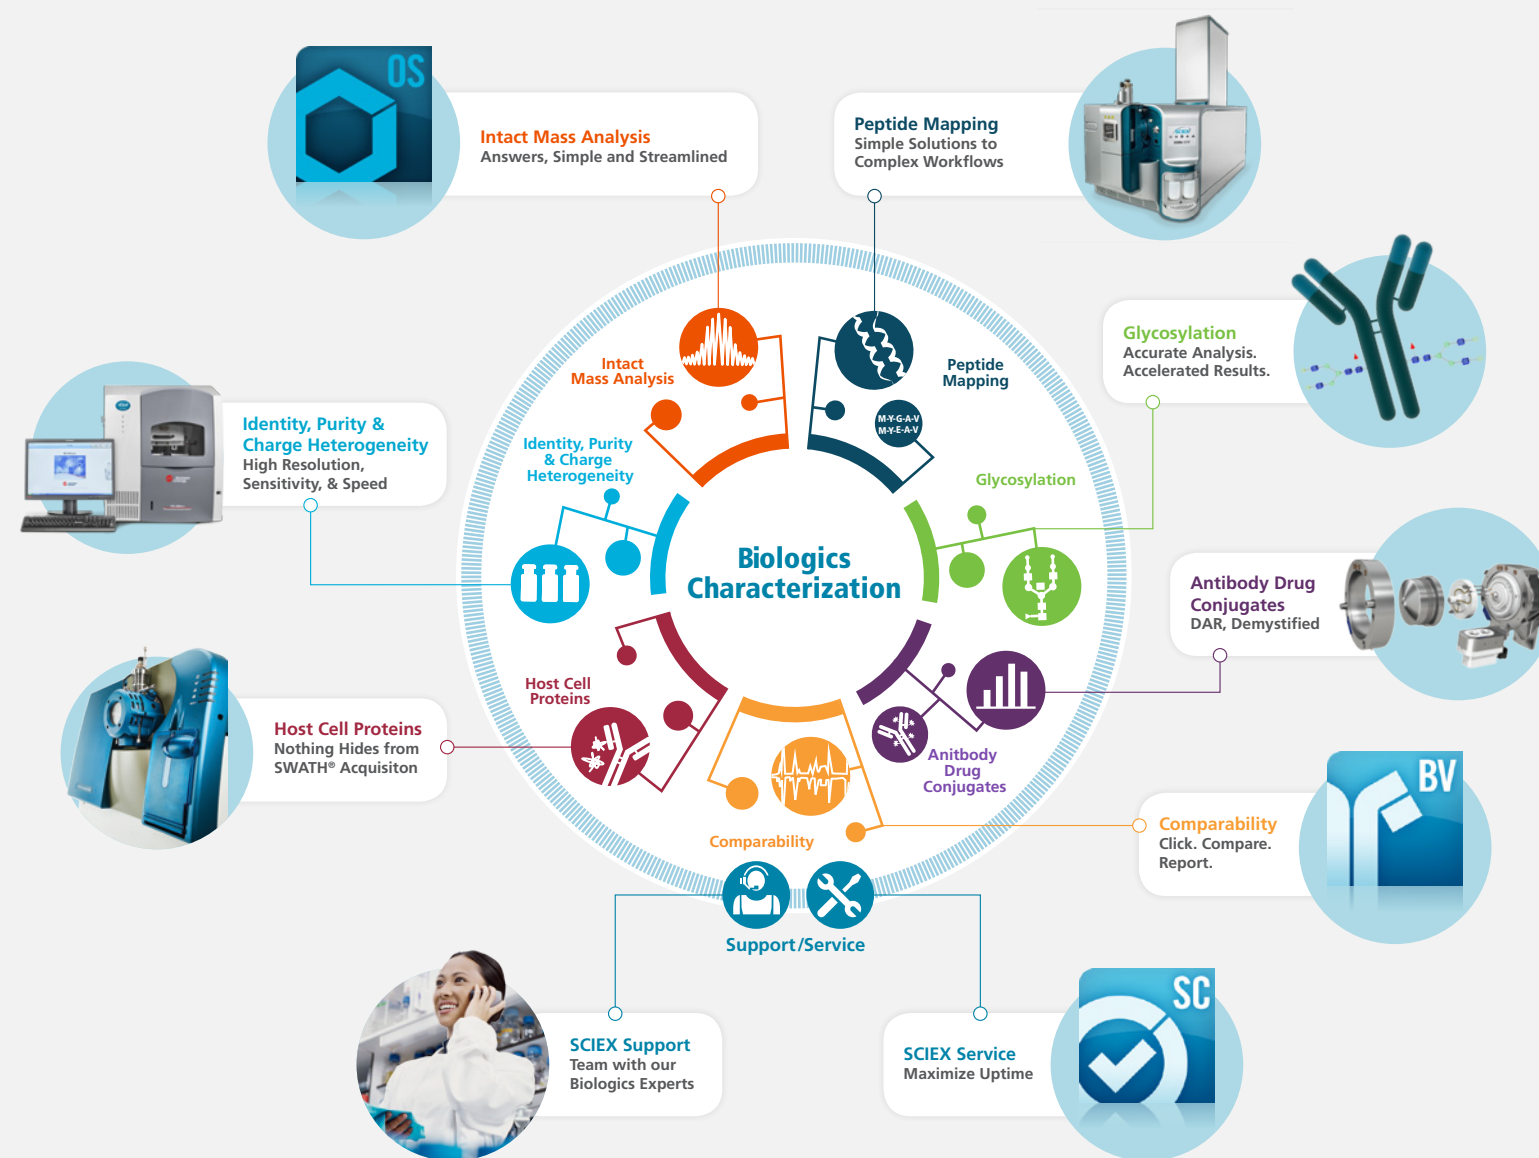 OS
Intact Mass Analysis
Answers, Simple and Streamlined
Peptide Mapping
Simple Solutions to
Complex Workflows
Glycosylation
Accurate Analysis.
Accelerated Results.
Identity, Purity &
Charge Heterogeneity
High Resolution,
Sensitivity, & Speed
Intact
Mass Analysis
Peptide
Mapping
M-Y-G-A-V
M-Y-E-A-V
Identity, Purity
& Charge
Heterogeneity
Glycosylation
Biologics
Characterization
Antibody Drug
Conjugates
DAR, Demystified
Host Cell
Proteins
Host Cell Proteins
Nothing Hides from
SWATH® Acquisiton
Anitbody
Drug
Conjugates
Comparability
BV
Comparability
Click. Compare.
Report.
Support/Service
SCIEX Support
Team with our
Biologics Experts
SC
SCIEX Service
Maximize Uptime